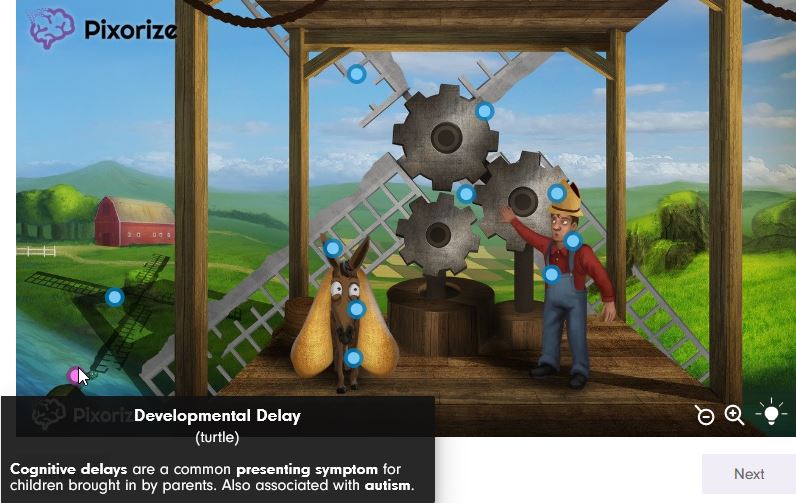 Pixorize
Pixorize
Developmental Delay
(turtle)
Cognitive delays are a common presenting symptom for
children brought in by parents. Also associated with autism.
Next